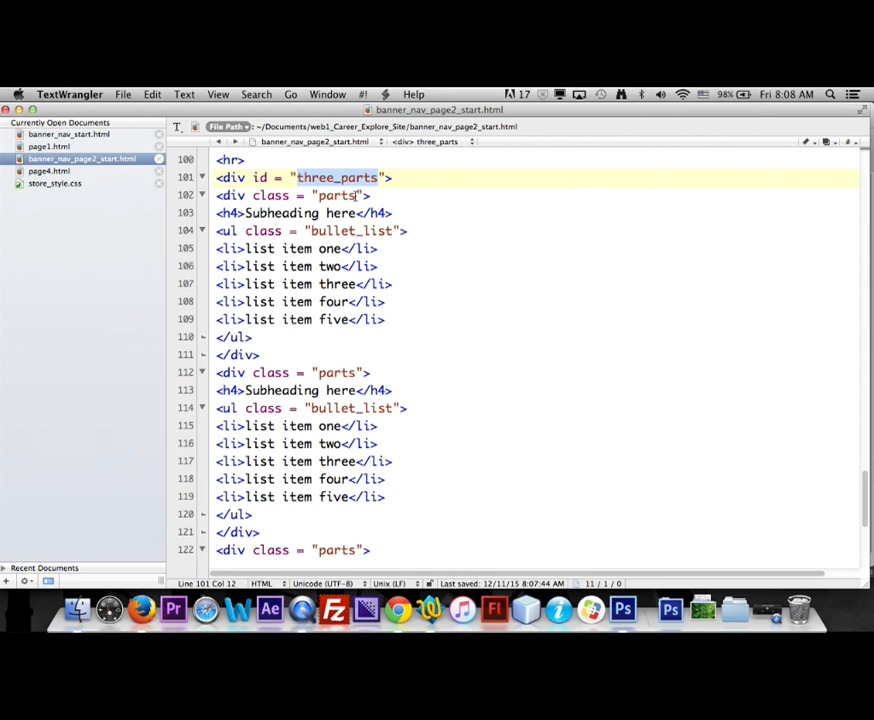 TextWrangler File Edit Text View Search Go Window #! Help 17 98% Fri 8:08 AM
banner_nav_page2_start.html
Currently Open Documents
banner_nav_start.html
page1.html
banner_nav_page2_start.html
page4.html
store_style.css
File Path : ~/Documents/web1_Career_Explore_Site/banner_nav_page2_start.html
banner_nav_page2_start.html <div> three_parts
100 <hr>
101 <div id = "three_parts">
102 <div class = "parts">
103 <h4>Subheading here</h4>
104 <ul class = "bullet_list">
105 <li>list item one</li>
106 <li>list item two</li>
107 <li>list item three</li>
108 <li>list item four</li>
109 <li>list item five</li>
110 </ul>
111 </div>
112 <div class = "parts">
113 <h4>Subheading here</h4>
114 <ul class = "bullet_list">
115 <li>list item one</li>
116 <li>list item two</li>
117 <li>list item three</li>
118 <li>list item four</li>
119 <li>list item five</li>
120 </ul>
121 </div>
122 <div class = "parts">
Recent Documents
Line 101 Col 12 HTML Unicode (UTF-8) Unix (LF) Last saved: 12/11/15 8:07:44 AM 11 / 1 / 0
Pr W Ae Fz Fl i Ps Ps